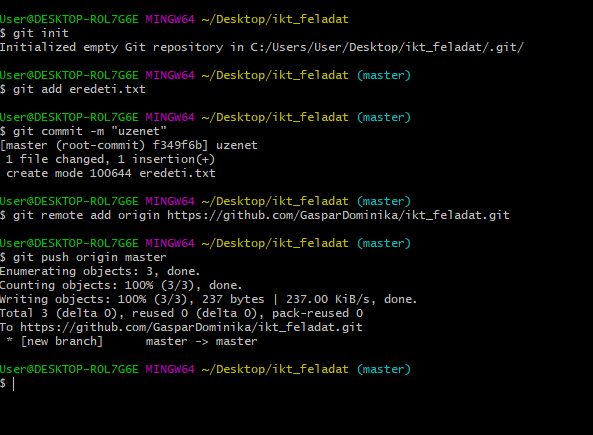 User@DESKTOP-ROL7G6E MINGW64 ~/Desktop/ikt_feladat
$ git init
Initialized empty Git repository in C:/Users/User/Desktop/ikt_feladat/.git/
User@DESKTOP-ROL7G6E MINGW64 ~/Desktop/ikt_feladat (master)
$ git add eredeti.txt
User@DESKTOP-ROL7G6E MINGW64 ~/Desktop/ikt_feladat (master)
$ git commit -m "uzenet"
[master (root-commit) f349f6b] uzenet
 1 file changed, 1 insertion(+)
 create mode 100644 eredeti.txt
User@DESKTOP-ROL7G6E MINGW64 ~/Desktop/ikt_feladat (master)
$ git remote add origin https://github.com/GasparDominika/ikt_feladat.git
User@DESKTOP-ROL7G6E MINGW64 ~/Desktop/ikt_feladat (master)
$ git push origin master
Enumerating objects: 3, done.
Counting objects: 100% (3/3), done.
Writing objects: 100% (3/3), 237 bytes | 237.00 KiB/s, done.
Total 3 (delta 0), reused 0 (delta 0), pack-reused 0
To https://github.com/GasparDominika/ikt_feladat.git
 * [new branch]      master -> master
User@DESKTOP-ROL7G6E MINGW64 ~/Desktop/ikt_feladat (master)
$